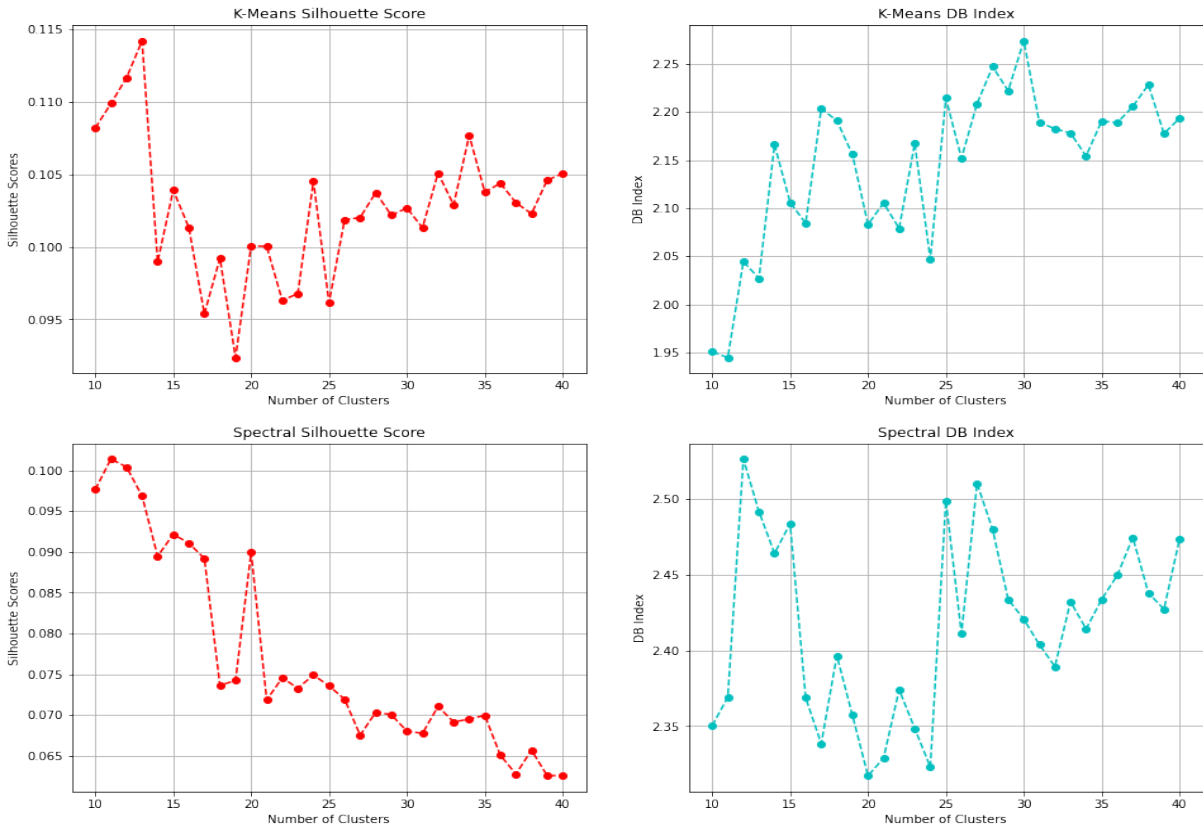 K-Means Silhouette Score
Silhouette Scores
0.115
0.110
0.105
0.100
0.095
10 15 20 25 30 35 40
Number of Clusters
K-Means DB Index
DB Index
2.25
2.20
2.15
2.10
2.05
2.00
1.95
10 15 20 25 30 35 40
Number of Clusters
Spectral Silhouette Score
Silhouette Scores
0.100
0.095
0.090
0.085
0.080
0.075
0.070
0.065
10 15 20 25 30 35 40
Number of Clusters
Spectral DB Index
DB Index
2.50
2.45
2.40
2.35
10 15 20 25 30 35 40
Number of Clusters